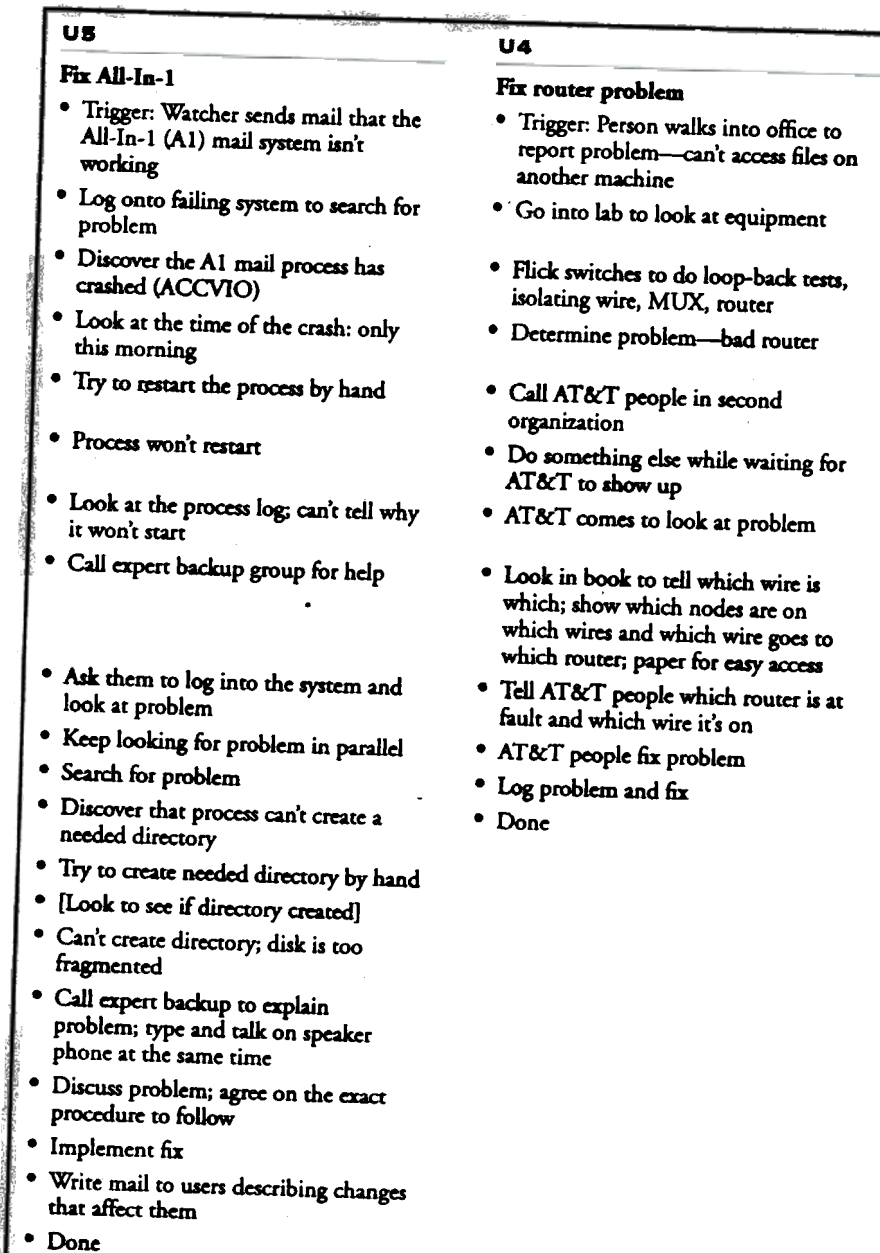 U5
Fix All-In-1
• Trigger: Watcher sends mail that the
All-In-1 (A1) mail system isn't
working
• Log onto failing system to search for
problem
• Discover the A1 mail process has
crashed (ACCVIO)
• Look at the time of the crash: only
this morning
• Try to restart the process by hand
• Process won't restart
• Look at the process log; can't tell why
it won't start
• Call expert backup group for help
• Ask them to log into the system and
look at problem
• Keep looking for problem in parallel
• Search for problem
• Discover that process can't create a
needed directory
• Try to create needed directory by hand
• [Look to see if directory created]
• Can't create directory; disk is too
fragmented
• Call expert backup to explain
problem; type and talk on speaker
phone at the same time
• Discuss problem; agree on the exact
procedure to follow
• Implement fix
• Write mail to users describing changes
that affect them
• Done
U4
Fix router problem
• Trigger: Person walks into office to
report problem—can't access files on
another machine
• Go into lab to look at equipment
• Flick switches to do loop-back tests,
isolating wire, MUX, router
• Determine problem—bad router
• Call AT&T people in second
organization
• Do something else while waiting for
AT&T to show up
• AT&T comes to look at problem
• Look in book to tell which wire is
which; show which nodes are on
which wires and which wire goes to
which router; paper for easy access
• Tell AT&T people which router is at
fault and which wire it's on
• AT&T people fix problem
• Log problem and fix
• Done